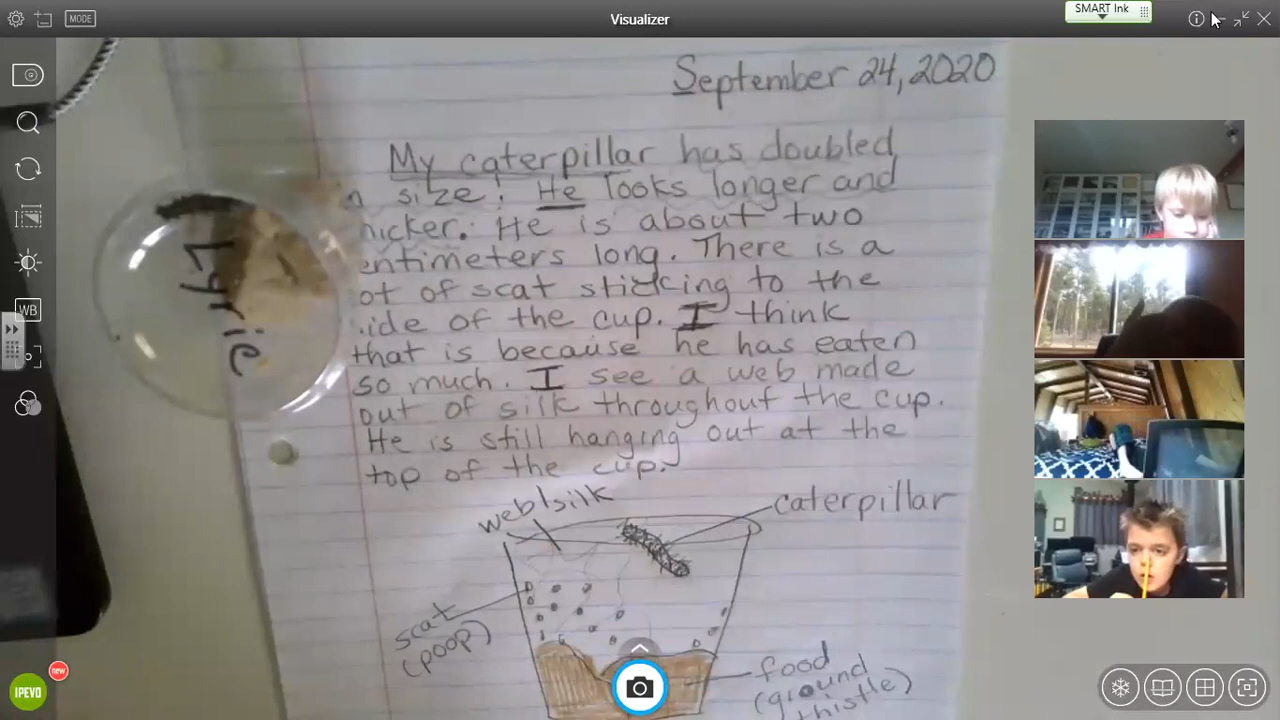 MODE
Visualizer
SMART Ink
September 24, 2020
My caterpillar has doubled
n size! He looks longer and
hicker. He is about two
entimeters long. There is a
ot of scat sticking to the
ide of the cup. I think
that is because he has eaten
so much. I see a web made
out of silk throughout the cup.
He is still hanging out at the
top of the cup.
Lyric
WB
web/silk
caterpillar
scat
(poop)
food
(ground
thistle)
new
IPEVO